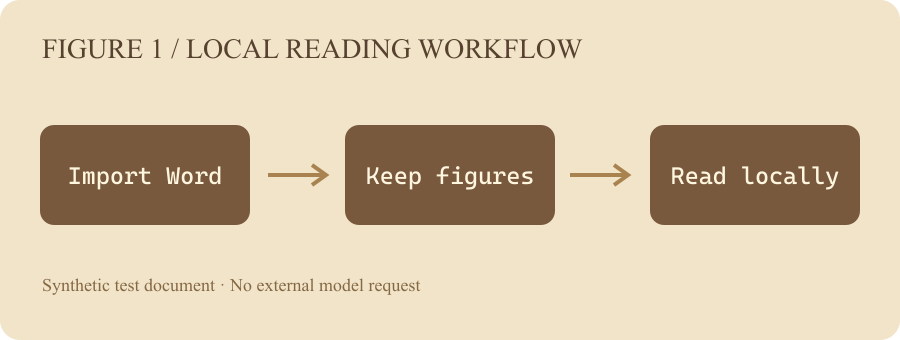 FIGURE 1 / LOCAL READING WORKFLOW
Import Word
Keep figures
Read locally
Synthetic test document · No external model request